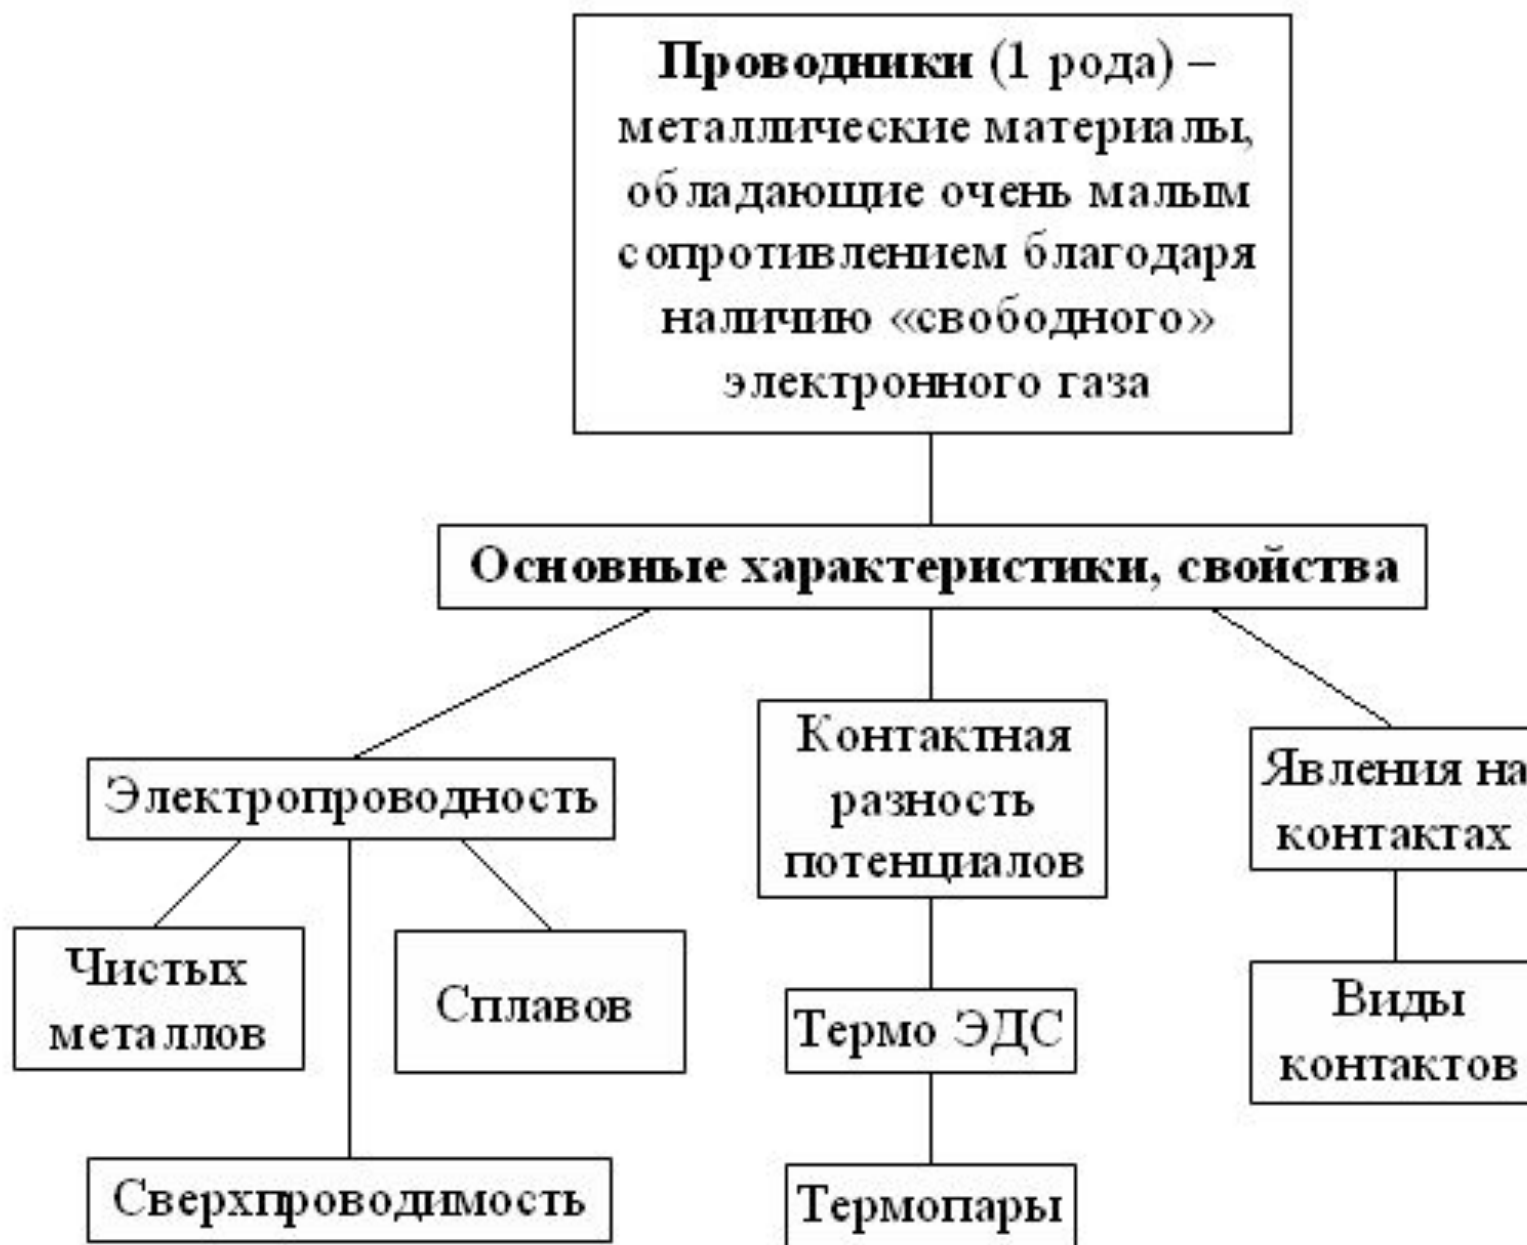 Проводники (1 рода) –
металлические материалы,
обладающие очень малым
сопротивлением благодаря
наличию «свободного»
электронного газа
Основные характеристики, свойства
Электропроводность
Контактная
разность
потенциалов
Явления на
контактах
Чистых
металлов
Сплавов
Термо ЭДС
Виды
контактов
Сверхпроводимость
Термопары